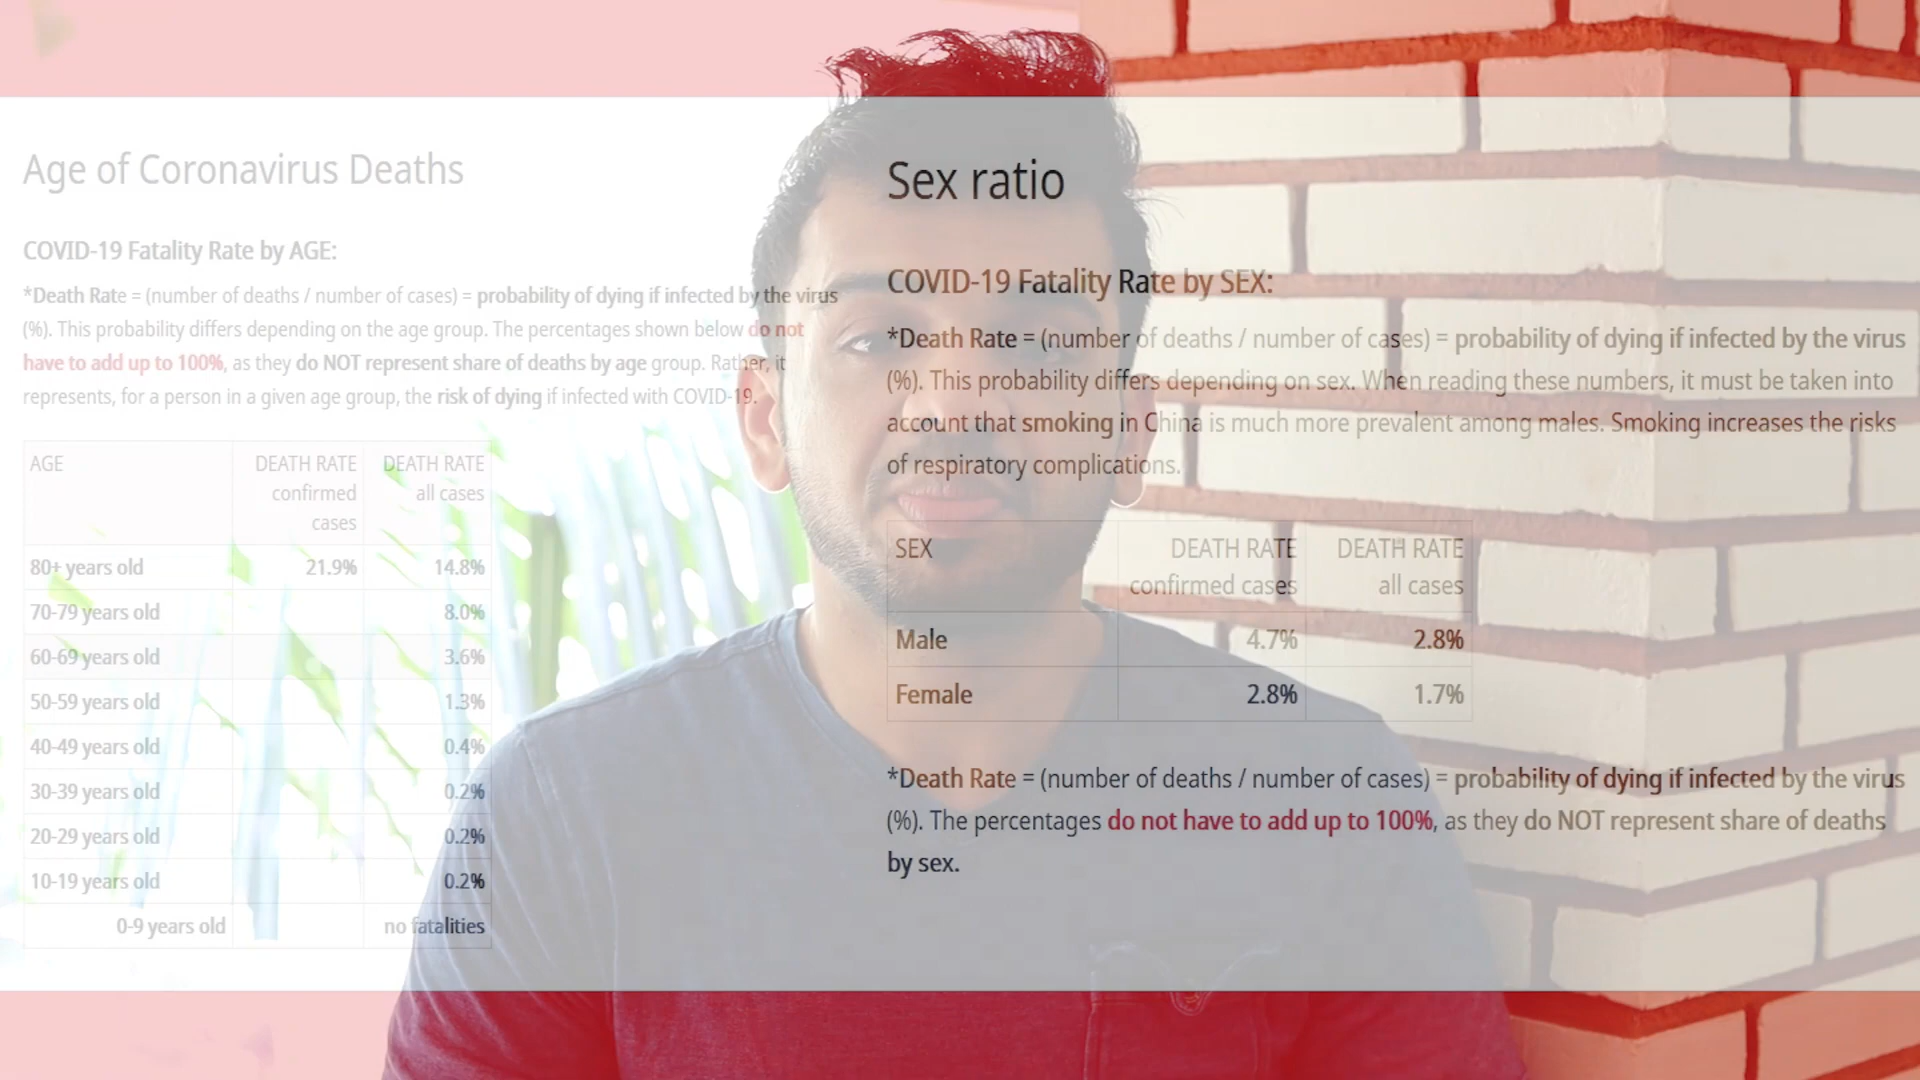 Age of Coronavirus Deaths
COVID-19 Fatality Rate by AGE:
*Death Rate = (number of deaths / number of cases) = probability of dying if infected by the virus
(%). This probability differs depending on the age group. The percentages shown below do not
have to add up to 100%, as they do NOT represent share of deaths by age group. Rather, it
represents, for a person in a given age group, the risk of dying if infected with COVID-19.
AGE DEATH RATE DEATH RATE
confirmed all cases
cases
80+ years old 21.9% 14.8%
70-79 years old 8.0%
60-69 years old 3.6%
50-59 years old 1.3%
40-49 years old 0.4%
30-39 years old 0.2%
20-29 years old 0.2%
10-19 years old 0.2%
0-9 years old no fatalities
Sex ratio
COVID-19 Fatality Rate by SEX:
*Death Rate = (number of deaths / number of cases) = probability of dying if infected by the virus
(%). This probability differs depending on sex. When reading these numbers, it must be taken into
account that smoking in China is much more prevalent among males. Smoking increases the risks
of respiratory complications.
SEX DEATH RATE DEATH RATE
confirmed cases all cases
Male 4.7% 2.8%
Female 2.8% 1.7%
*Death Rate = (number of deaths / number of cases) = probability of dying if infected by the virus
(%). The percentages do not have to add up to 100%, as they do NOT represent share of deaths
by sex.